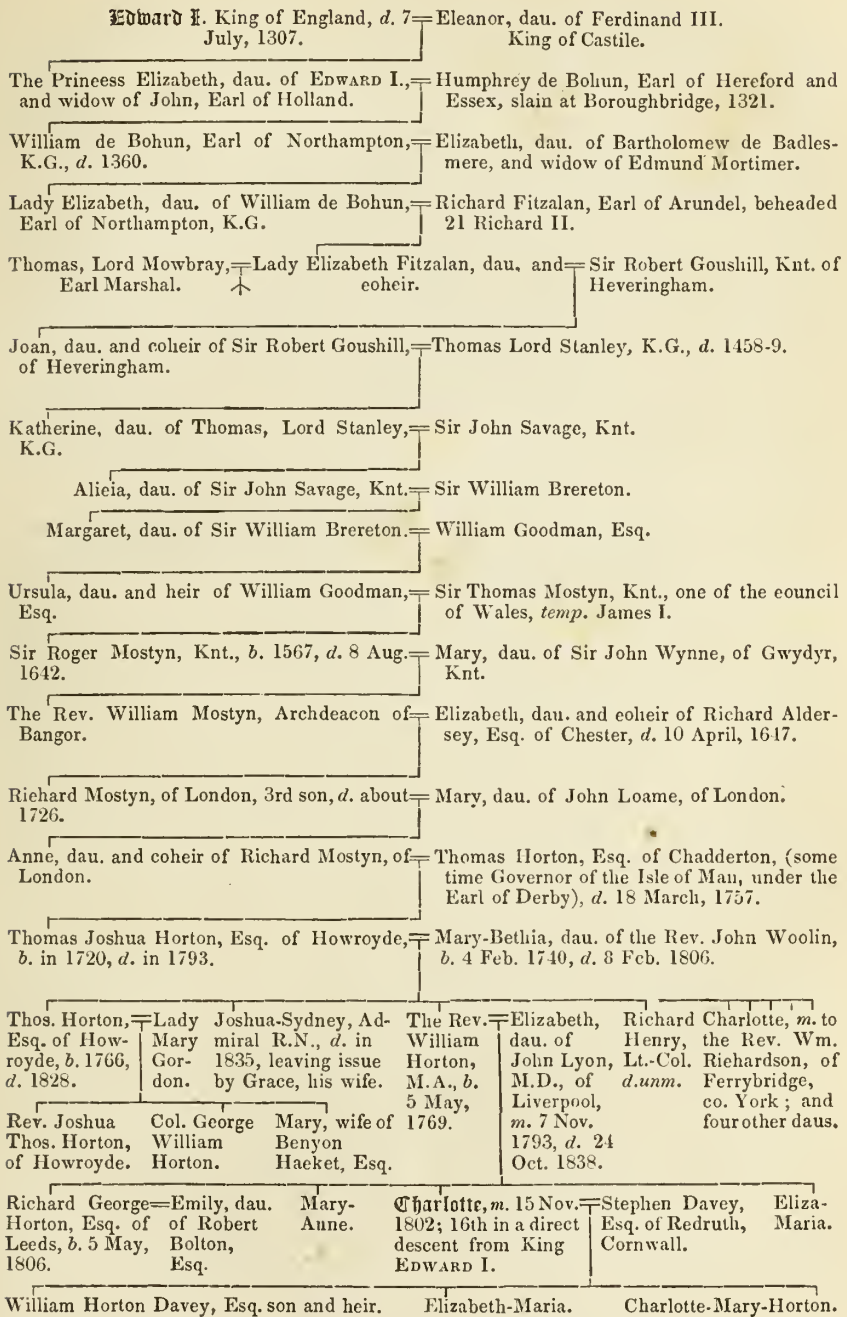 Edward I. King of England, d. 7 July, 1307.
Eleanor, dau. of Ferdinand III. King of Castile.
The Princess Elizabeth, dau. of EDWARD I., and widow of John, Earl of Holland.
Humphrey de Bohun, Earl of Hereford and Essex, slain at Boroughbridge, 1321.
William de Bohun, Earl of Northampton, K.G., d. 1360.
Elizabeth, dau. of Bartholomew de Badlesmere, and widow of Edmund Mortimer.
Lady Elizabeth, dau. of William de Bohun, Earl of Northampton, K.G.
Richard Fitzalan, Earl of Arundel, beheaded 21 Richard II.
Thomas, Lord Mowbray, Earl Marshal.
Lady Elizabeth Fitzalan, dau. and coheir.
Sir Robert Goushill, Knt. of Heveringham.
Joan, dau. and coheir of Sir Robert Goushill, of Heveringham.
Thomas Lord Stanley, K.G., d. 1458-9.
Katherine, dau. of Thomas, Lord Stanley, K.G.
Sir John Savage, Knt.
Alicia, dau. of Sir John Savage, Knt.
Sir William Brereton.
Margaret, dau. of Sir William Brereton.
William Goodman, Esq.
Ursula, dau. and heir of William Goodman, Esq.
Sir Thomas Mostyn, Knt., one of the council of Wales, temp. James I.
Sir Roger Mostyn, Knt., b. 1567, d. 8 Aug. 1642.
Mary, dau. of Sir John Wynne, of Gwydyr, Knt.
The Rev. William Mostyn, Archdeacon of Bangor.
Elizabeth, dau. and coheir of Richard Aldersey, Esq. of Chester, d. 10 April, 1647.
Richard Mostyn, of London, 3rd son, d. about 1726.
Mary, dau. of John Loame, of London.
Anne, dau. and coheir of Richard Mostyn, of London.
Thomas Horton, Esq. of Chadderton, (some time Governor of the Isle of Man, under the Earl of Derby), d. 18 March, 1757.
Thomas Joshua Horton, Esq. of Howroyde, b. in 1720, d. in 1793.
Mary-Bethia, dau. of the Rev. John Woolin, b. 4 Feb. 1740, d. 8 Feb. 1806.
Thos. Horton, Esq. of Howroyde, b. 1766, d. 1828.
Lady Mary Gordon.
Joshua-Sydney, Admiral R.N., d. in 1835, leaving issue by Grace, his wife.
The Rev. William Horton, M.A., b. 5 May, 1769.
Elizabeth, dau. of John Lyon, M.D., of Liverpool, m. 7 Nov. 1793, d. 24 Oct. 1838.
Richard Henry, Lt.-Col. d.unm.
Charlotte, m. to the Rev. Wm. Richardson, of Ferrybridge, co. York; and four other daus.
Rev. Joshua Thos. Horton, of Howroyde.
Col. George William Horton.
Mary, wife of Benyon Hacket, Esq.
Richard George Horton, Esq. of Leeds, b. 5 May, 1806.
Emily, dau. of Robert Bolton, Esq.
Mary-Anne.
Charlotte, m. 15 Nov. 1802; 16th in a direct descent from King EDWARD I.
Stephen Davey, Esq. of Redruth, Cornwall.
Eliza-Maria.
William Horton Davey, Esq. son and heir.
Elizabeth-Maria.
Charlotte-Mary-Horton.